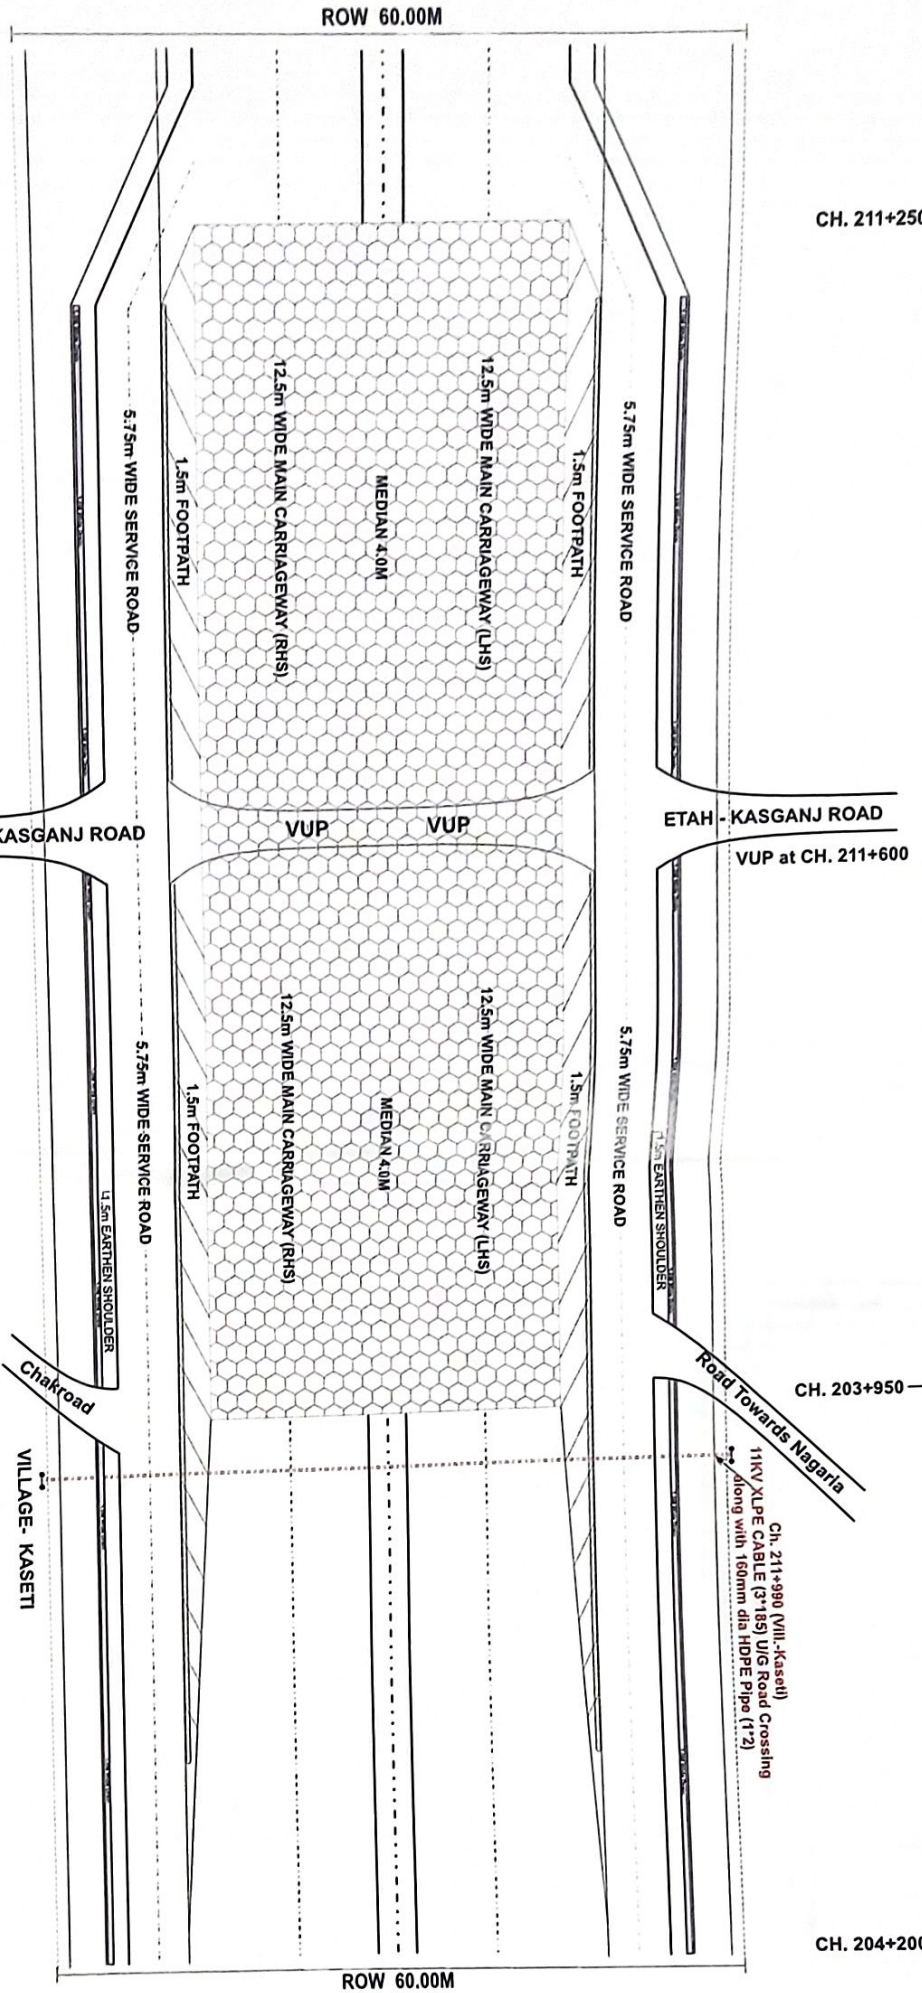 ROW 60.00M
CH. 211+250
5.75m WIDE SERVICE ROAD
1.5m FOOTPATH
12.5m WIDE MAIN CARRIAGEWAY (RHS)
MEDIAN 4.0M
12.5m WIDE MAIN CARRIAGEWAY (LHS)
1.5m FOOTPATH
5.75m WIDE SERVICE ROAD
KASGANJ ROAD
VUP
VUP
ETAH - KASGANJ ROAD
VUP at CH. 211+600
5.75m WIDE SERVICE ROAD
1.5m FOOTPATH
12.5m WIDE MAIN CARRIAGEWAY (RHS)
MEDIAN 4.0M
12.5m WIDE MAIN CARRIAGEWAY (LHS)
1.5m FOOTPATH
5.75m WIDE SERVICE ROAD
1.5m EARTHEN SHOULDER
1.5m EARTHEN SHOULDER
Chakroad
Road Towards Nagaria
CH. 203+950
VILLAGE- KASETI
Ch. 211+990 (Vill.-Kaseti)
11KV XLPE CABLE (3*185) U/G Road Crossing
along with 160mm dia HDPE Pipe (1*2)
CH. 204+200
ROW 60.00M